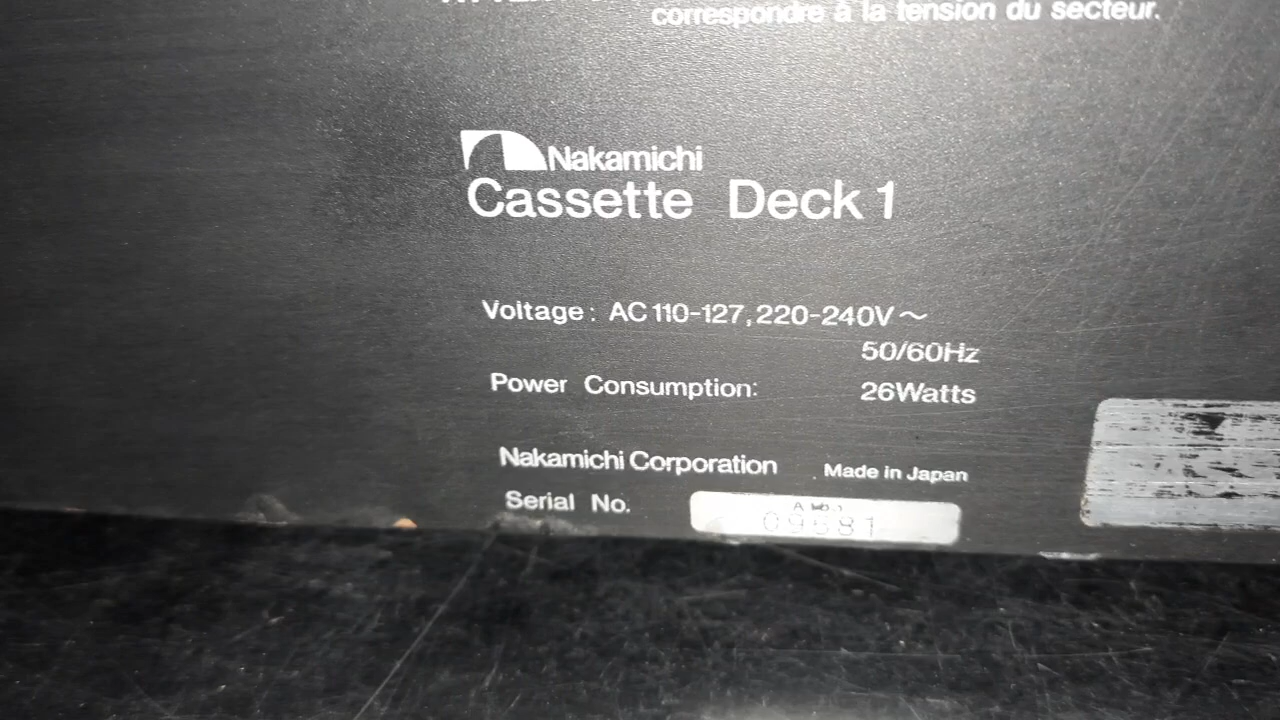 correspondre à la tension du secteur.
Nakamichi
Cassette Deck 1
Voltage: AC 110-127, 220-240V ~
50/60Hz
Power Consumption: 26Watts
Nakamichi Corporation Made in Japan
Serial No.